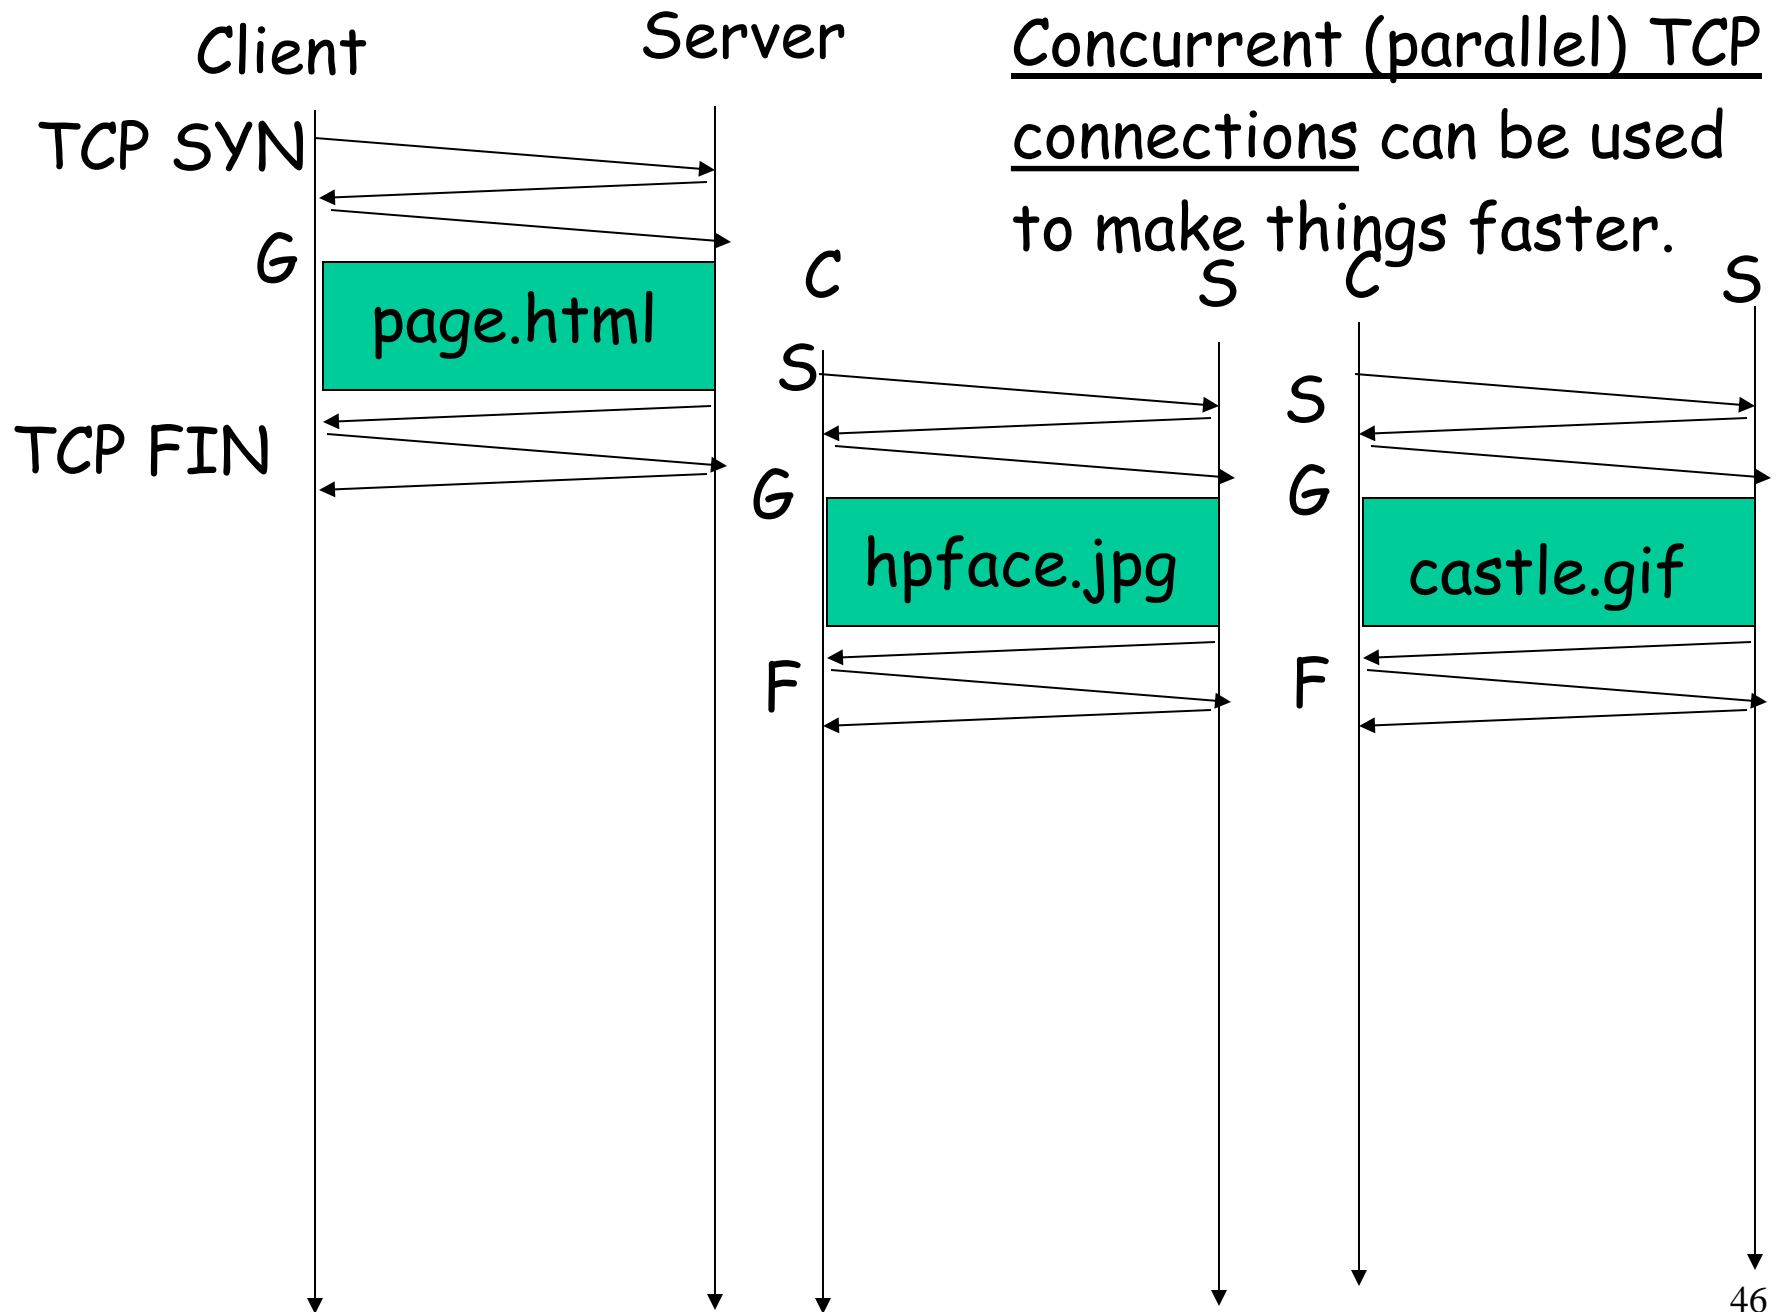 Client
Server
Concurrent (parallel) TCP
connections can be used
to make things faster.
TCP SYN
G
page.html
TCP FIN
C
S
S
G
hpface.jpg
F
C
S
S
G
castle.gif
F
46